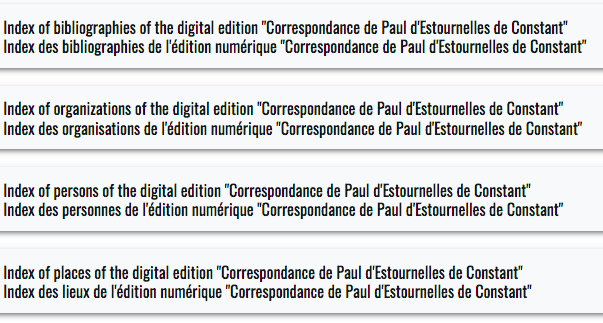 Index of bibliographies of the digital edition "Correspondance de Paul d'Estournelles de Constant"
Index des bibliographies de l'édition numérique "Correspondance de Paul d'Estournelles de Constant"
Index of organizations of the digital edition "Correspondance de Paul d'Estournelles de Constant"
Index des organisations de l'édition numérique "Correspondance de Paul d'Estournelles de Constant"
Index of persons of the digital edition "Correspondance de Paul d'Estournelles de Constant"
Index des personnes de l'édition numérique "Correspondance de Paul d'Estournelles de Constant"
Index of places of the digital edition "Correspondance de Paul d'Estournelles de Constant"
Index des lieux de l'édition numérique "Correspondance de Paul d'Estournelles de Constant"